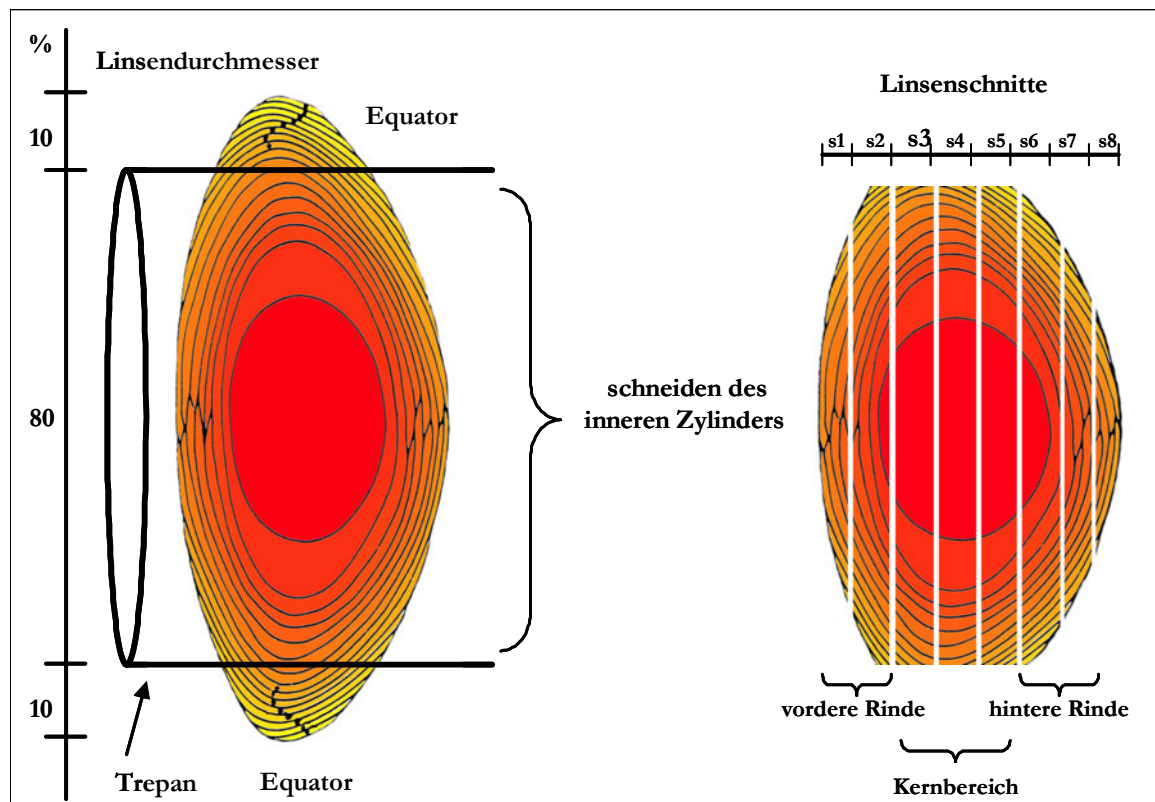 %
Linsendurchmesser
10
Equator
80
10
Trepan
Equator
schneiden des
inneren Zylinders
Linsenschnitte
s1 s2 s3 s4 s5 s6 s7 s8
vordere Rinde
hintere Rinde
Kernbereich